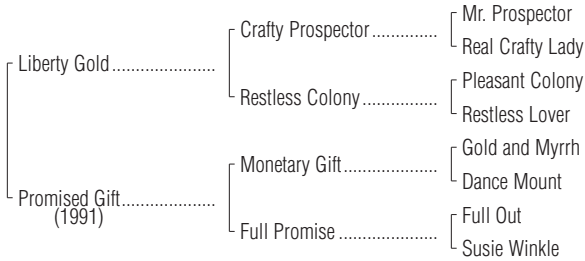 Mr. Prospector
Crafty Prospector..............
Real Crafty Lady
Liberty Gold......................
Pleasant Colony
Restless Colony................
Restless Lover
Gold and Myrrh
Monetary Gift....................
Dance Mount
Promised Gift....................
(1991)
Full Out
Full Promise.....................
Susie Winkle